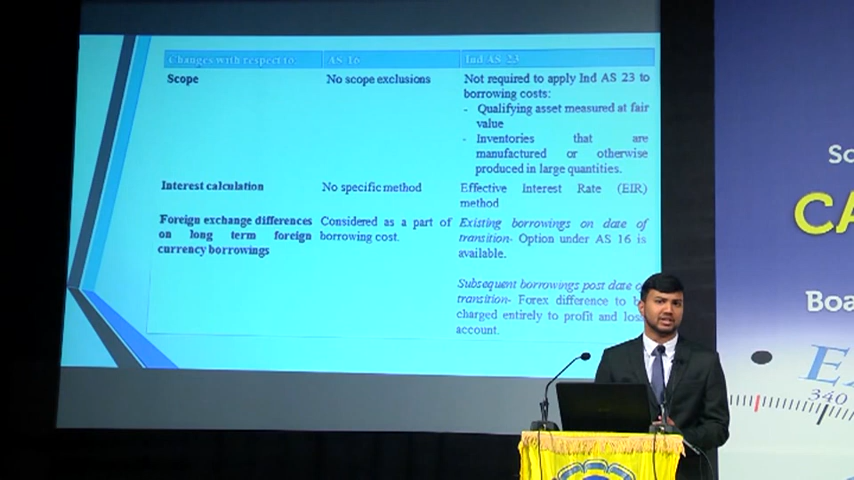 Changes with respect to AS 16 Ind AS 23
Scope No scope exclusions Not required to apply Ind AS 23 to
borrowing costs:
- Qualifying asset measured at fair
value
- Inventories that are
manufactured or otherwise
produced in large quantities.
Interest calculation No specific method Effective Interest Rate (EIR)
method
Foreign exchange differences Considered as a part of Existing borrowings on date of
on long term foreign borrowing cost. transition- Option under AS 16 is
currency borrowings available.
Subsequent borrowings post date
transition- Forex difference to
charged entirely to profit and loss
account.
CA
340